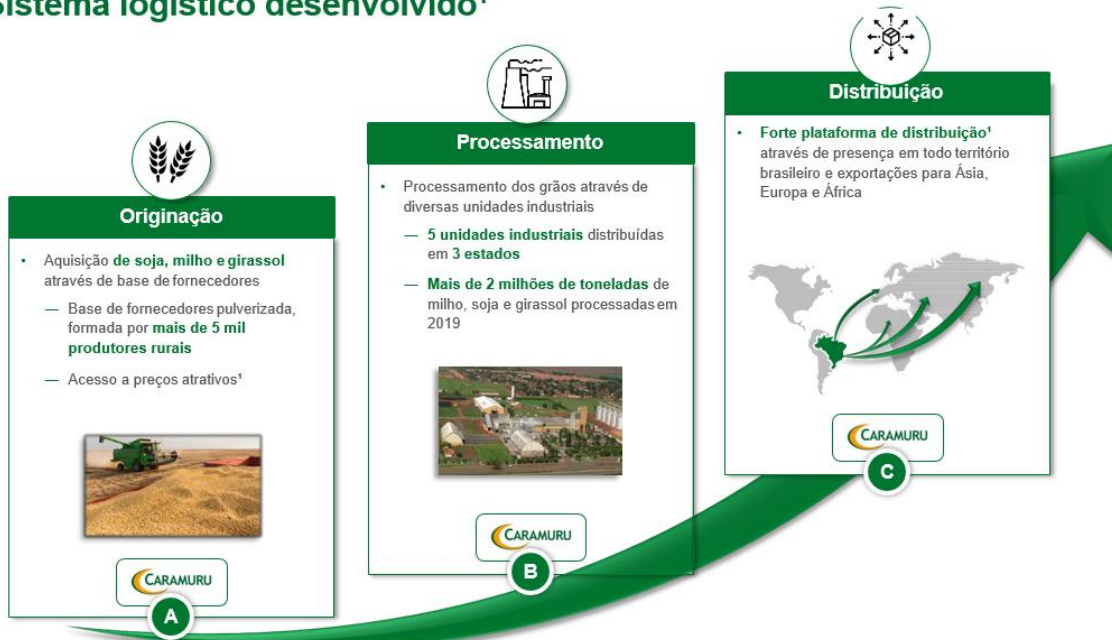 Sistema logístico desenvolvido¹
Originação
• Aquisição de soja, milho e girassol
através de base de fornecedores
— Base de fornecedores pulverizada,
formada por mais de 5 mil
produtores rurais
— Acesso a preços atrativos¹
CARAMURU
A
Processamento
• Processamento dos grãos através de
diversas unidades industriais
— 5 unidades industriais distribuídas
em 3 estados
— Mais de 2 milhões de toneladas de
milho, soja e girassol processadas em
2019
CARAMURU
B
Distribuição
• Forte plataforma de distribuição¹
através de presença em todo território
brasileiro e exportações para Ásia,
Europa e África
CARAMURU
C